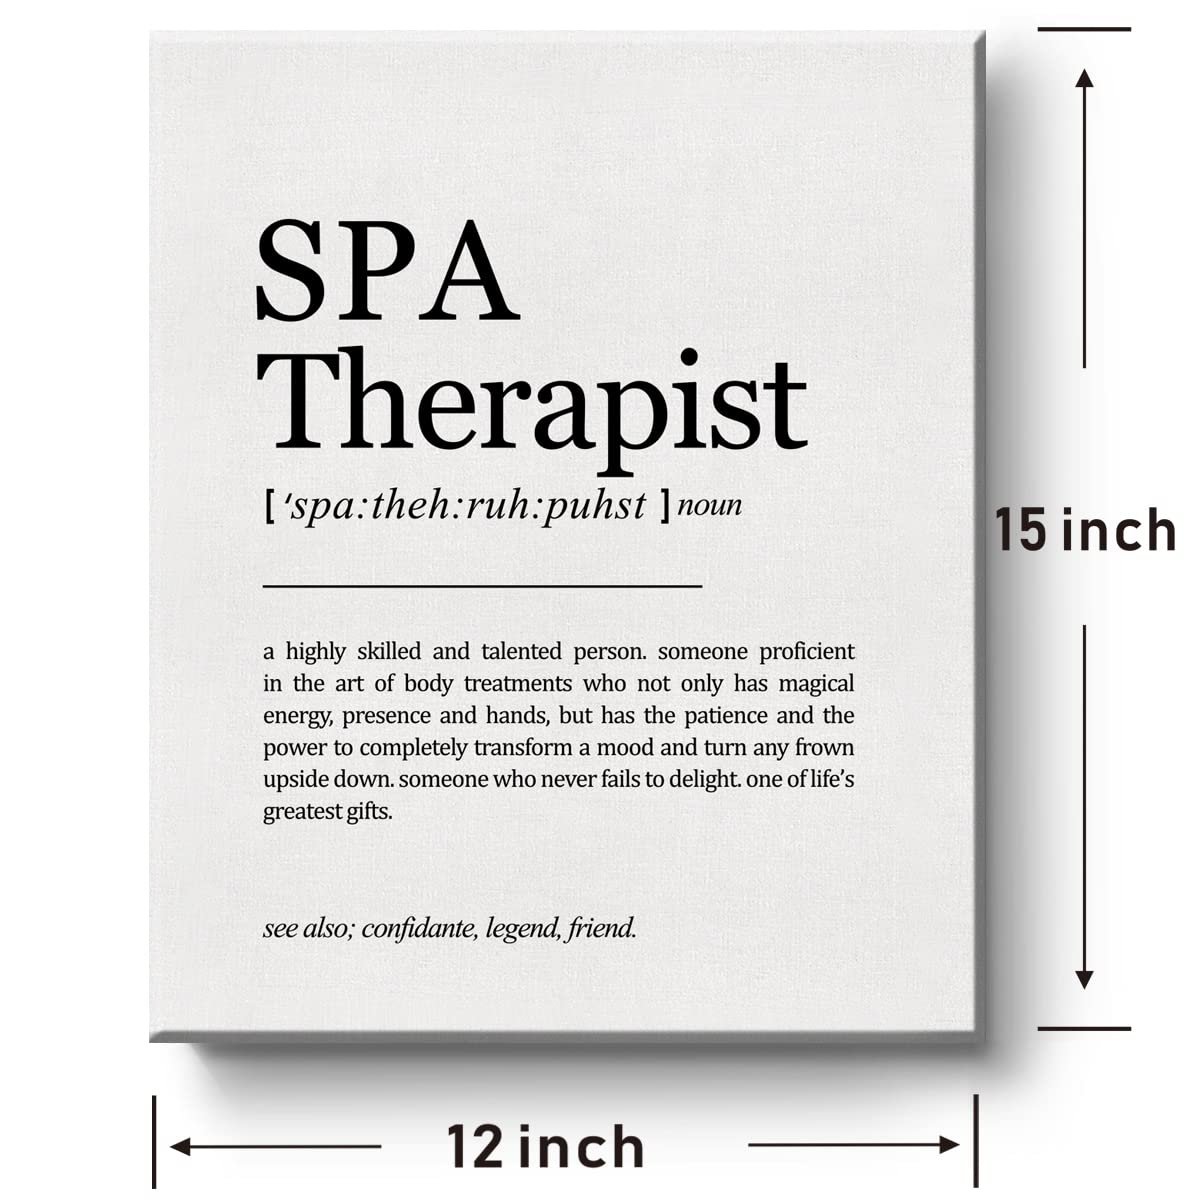 SPA
Therapist
[ 'spa:theh:ruh:puhst ] noun
15 inch
a highly skilled and talented person. someone proficient
in the art of body treatments who not only has magical
energy, presence and hands, but has the patience and the
power to completely transform a mood and turn any frown
upside down. someone who never fails to delight. one of life's
greatest gifts.
see also; confidante, legend, friend.
12 inch